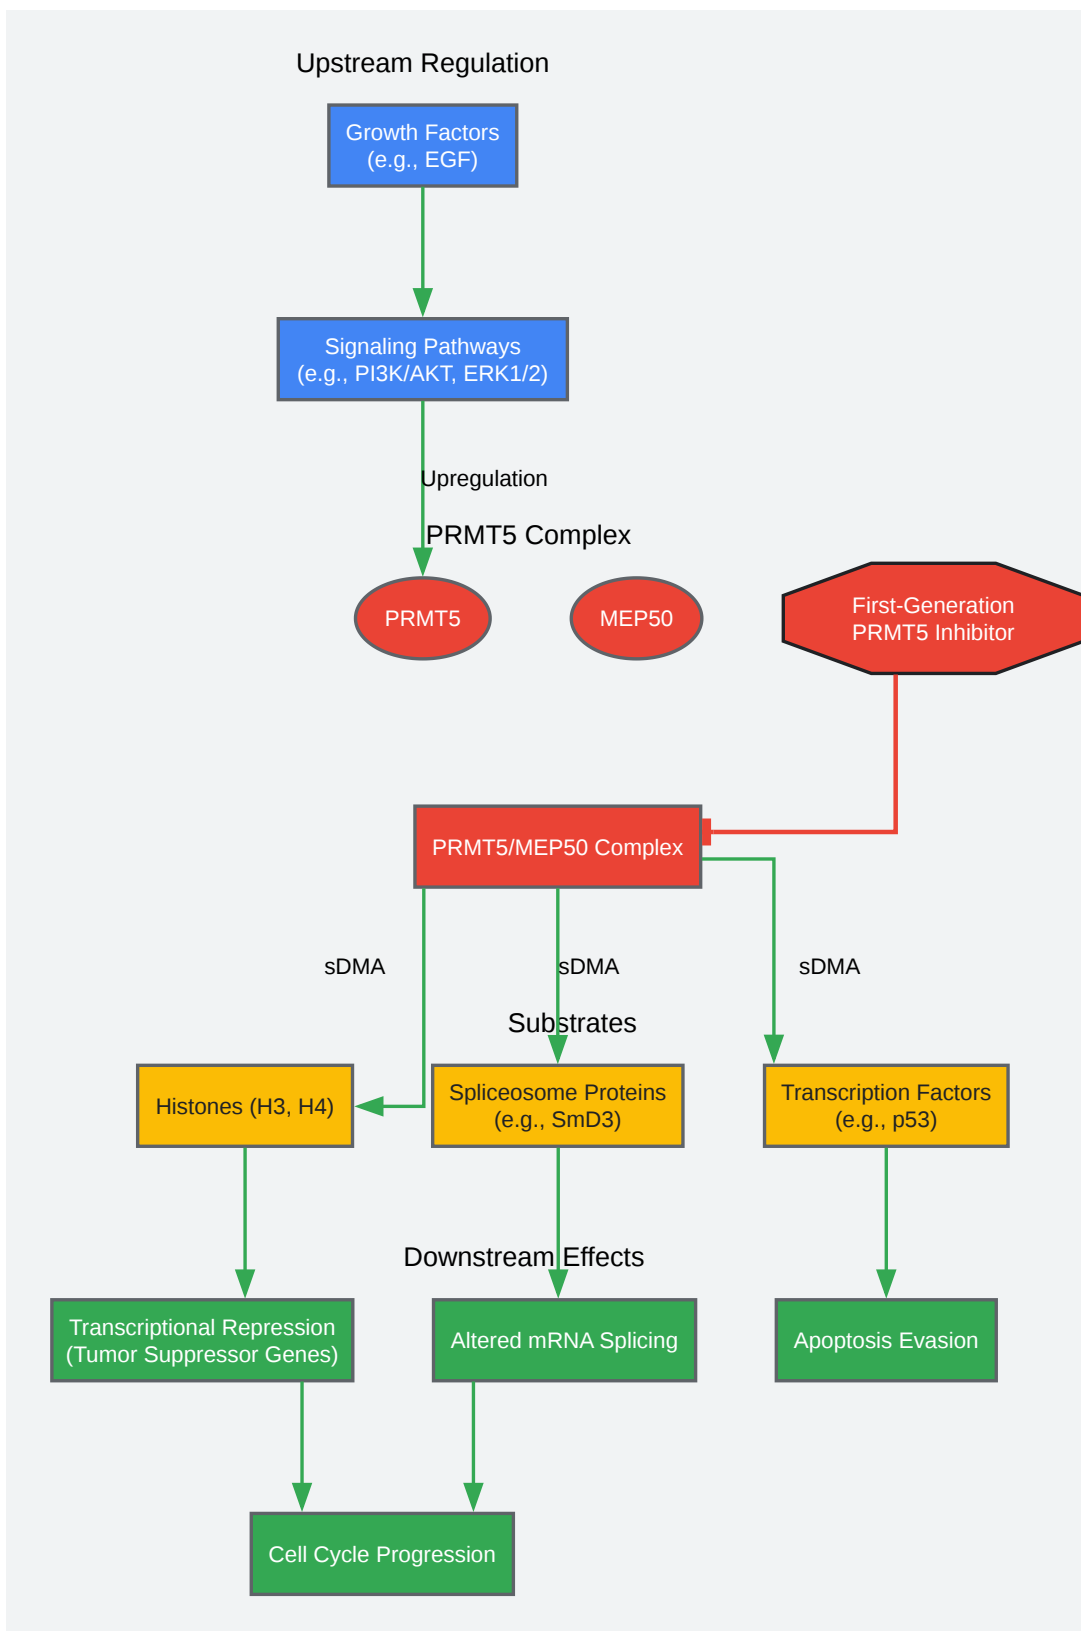 Upstream Regulation
Growth Factors
(e.g., EGF)
Signaling Pathways
(e.g., PI3K/AKT, ERK1/2)
Upregulation
PRMT5 Complex
PRMT5
MEP50
First-Generation
PRMT5 Inhibitor
PRMT5/MEP50 Complex
sDMA
sDMA
sDMA
Substrates
Histones (H3, H4)
Spliceosome Proteins
(e.g., SmD3)
Transcription Factors
(e.g., p53)
Downstream Effects
Transcriptional Repression
(Tumor Suppressor Genes)
Altered mRNA Splicing
Apoptosis Evasion
Cell Cycle Progression